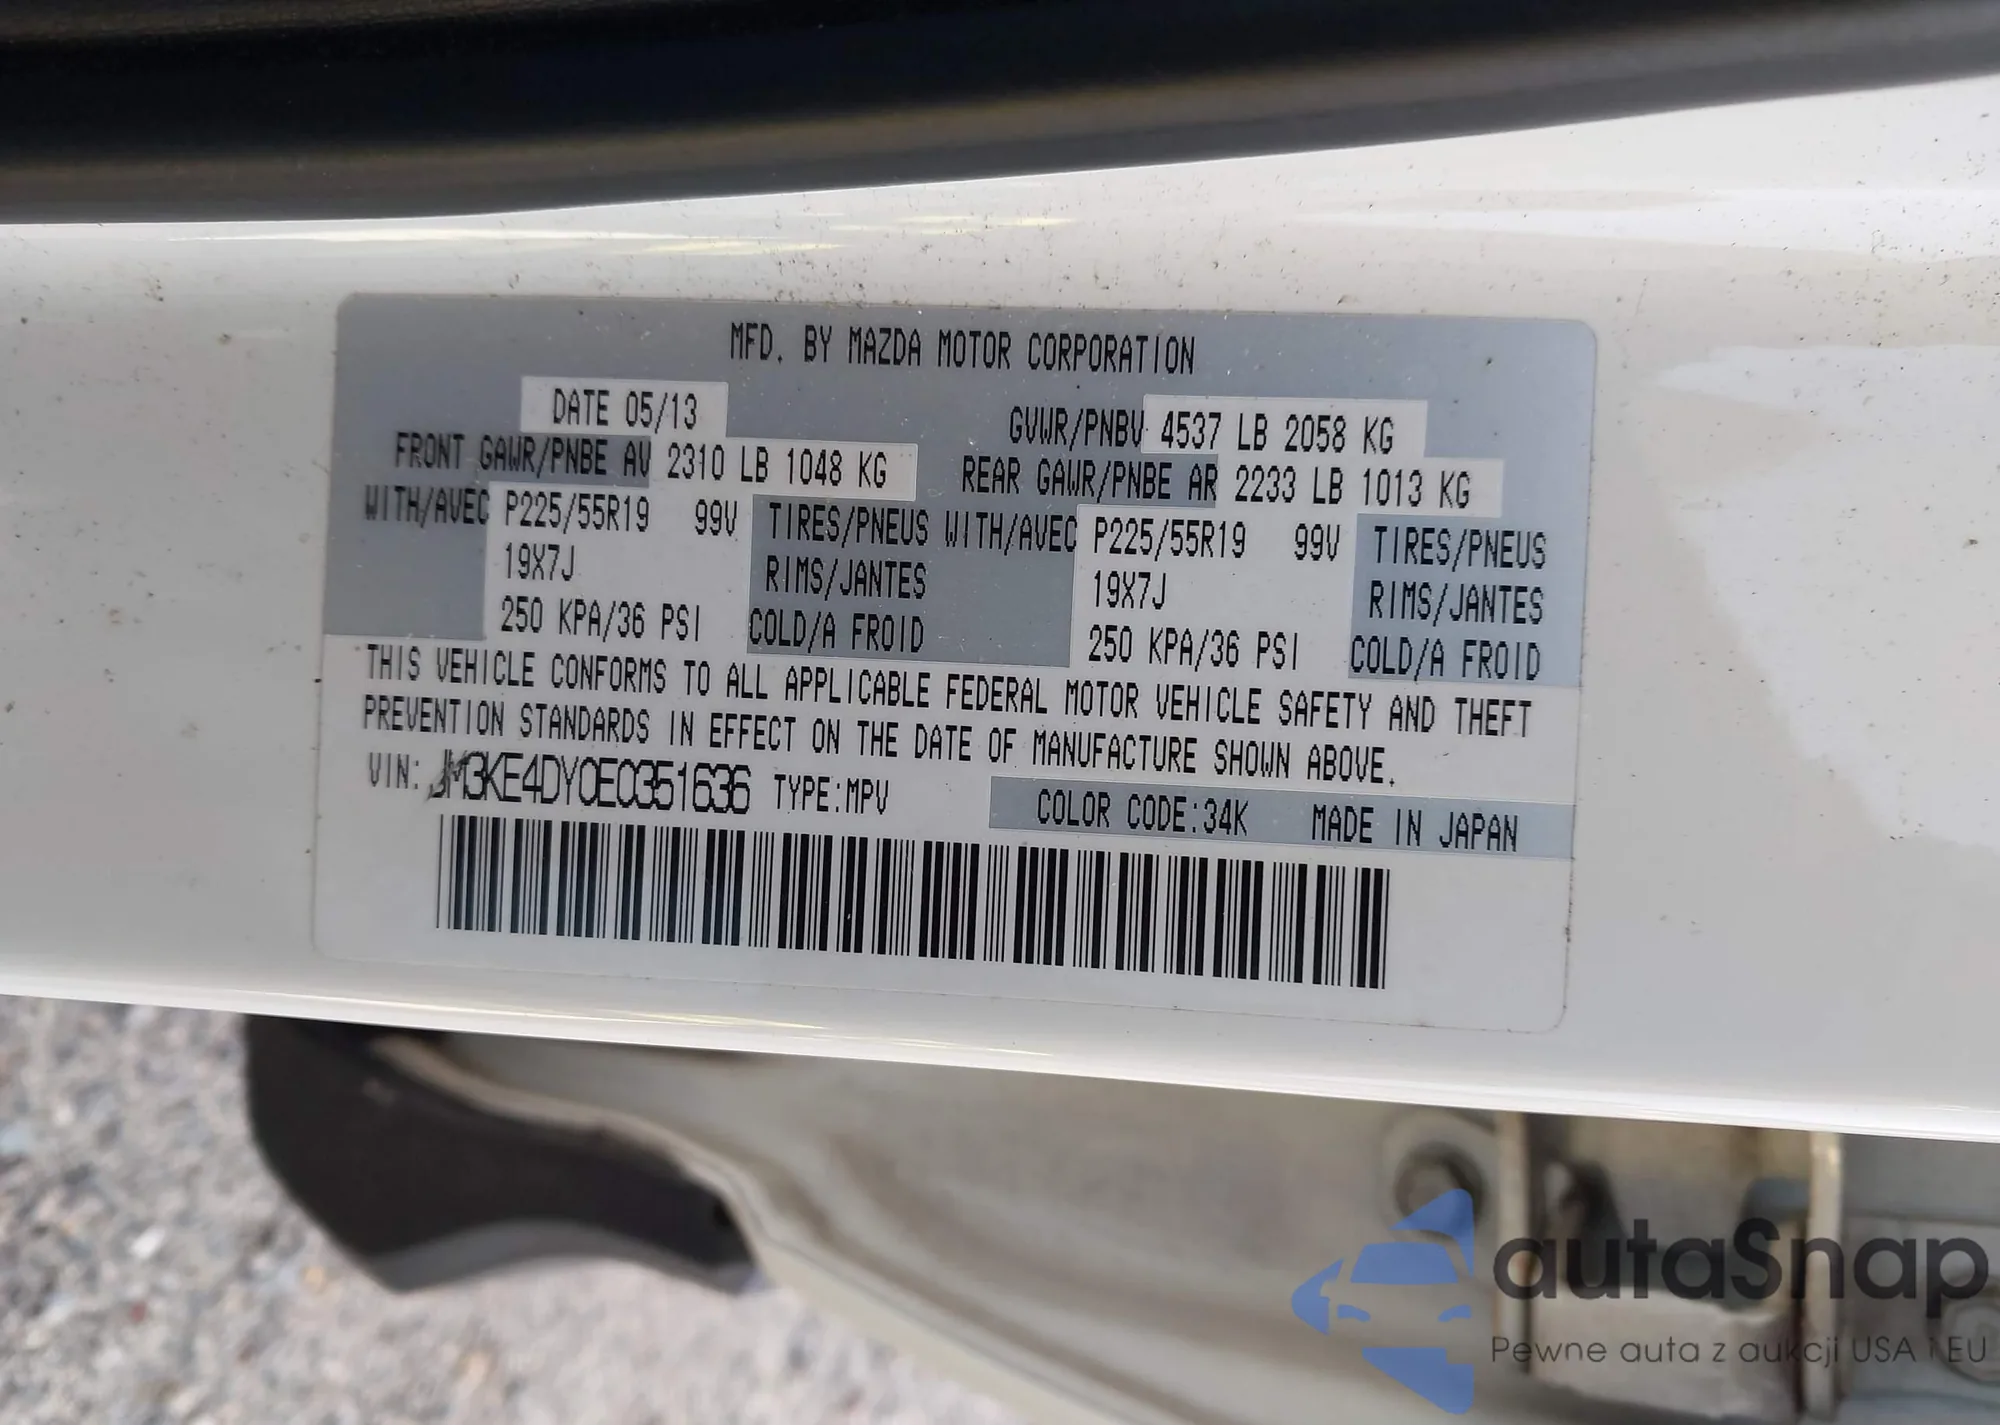 MFD. BY MAZDA MOTOR CORPORATION
DATE 05/13 GVWR/PNBV 4537 LB 2058 KG
FRONT GAWR/PNBE AV 2310 LB 1048 KG REAR GAWR/PNBE AR 2233 LB 1013 KG
WITH/AVEC P225/55R19 99V TIRES/PNEUS WITH/AVEC P225/55R19 99V TIRES/PNEUS
19X7J RIMS/JANTES 19X7J RIMS/JANTES
250 KPA/36 PSI COLD/A FROID 250 KPA/36 PSI COLD/A FROID
THIS VEHICLE CONFORMS TO ALL APPLICABLE FEDERAL MOTOR VEHICLE SAFETY AND THEFT
PREVENTION STANDARDS IN EFFECT ON THE DATE OF MANUFACTURE SHOWN ABOVE.
VIN: JM3KE4DY0E0351636 TYPE:MPV COLOR CODE:34K MADE IN JAPAN
autaSnap
Pewne auta z aukcji USA i EU